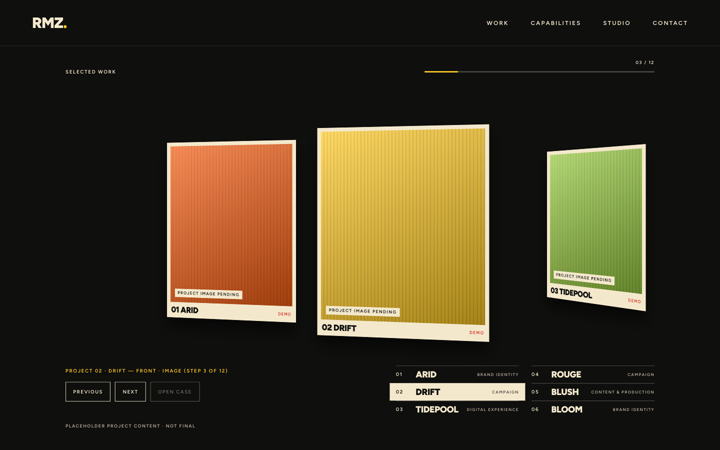 RMZ.
WORK CAPABILITIES STUDIO CONTACT
03 / 12
SELECTED WORK
PROJECT IMAGE PENDING
01 ARID DEMO
PROJECT IMAGE PENDING
02 DRIFT DEMO
PROJECT IMAGE PENDING
03 TIDEPOOL DEMO
PROJECT 02 · DRIFT — FRONT · IMAGE (STEP 3 OF 12)
PREVIOUS NEXT OPEN CASE
01 ARID BRAND IDENTITY
02 DRIFT CAMPAIGN
03 TIDEPOOL DIGITAL EXPERIENCE
04 ROUGE CAMPAIGN
05 BLUSH CONTENT & PRODUCTION
06 BLOOM BRAND IDENTITY
PLACEHOLDER PROJECT CONTENT · NOT FINAL